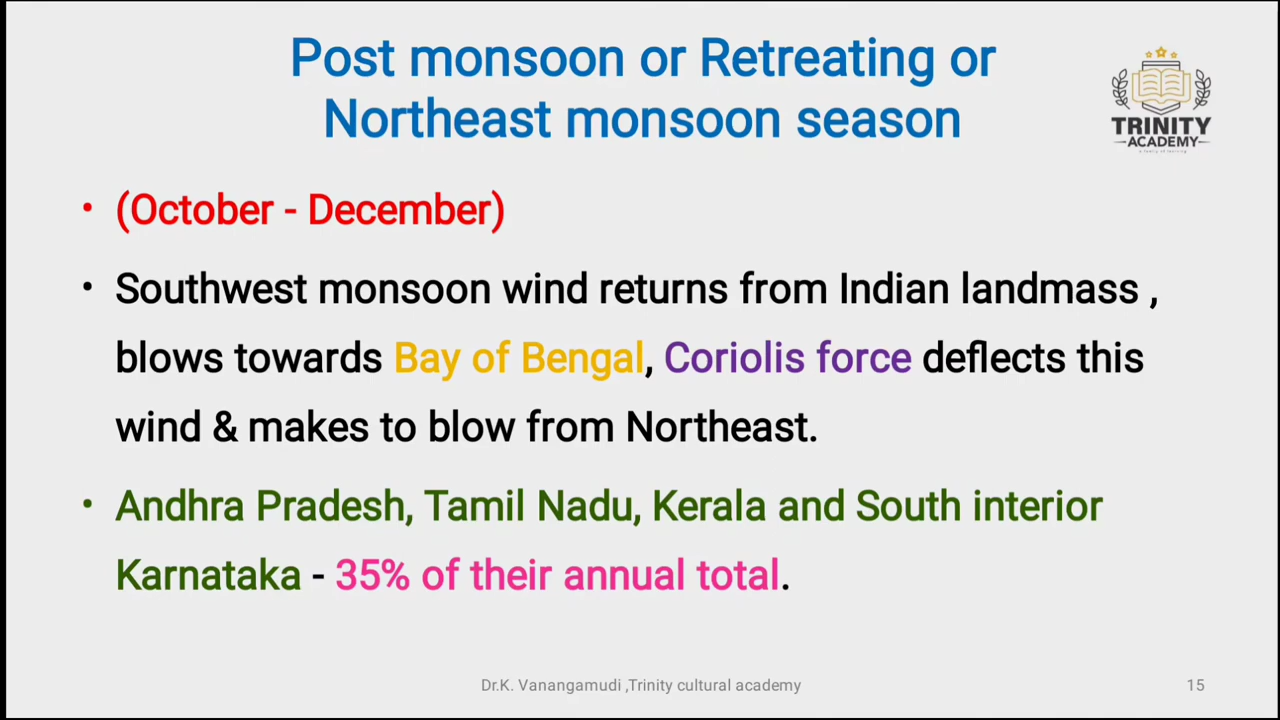 Post monsoon or Retreating or
Northeast monsoon season
TRINITY
ACADEMY
• (October - December)
• Southwest monsoon wind returns from Indian landmass ,
blows towards Bay of Bengal, Coriolis force deflects this
wind & makes to blow from Northeast.
• Andhra Pradesh, Tamil Nadu, Kerala and South interior
Karnataka - 35% of their annual total.
Dr.K. Vanangamudi ,Trinity cultural academy
15